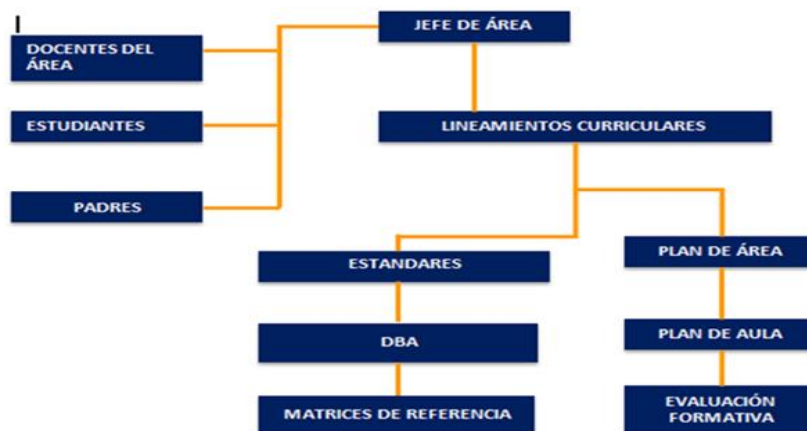 JEFE DE ÁREA
DOCENTES DEL
ÁREA
ESTUDIANTES
LINEAMIENTOS CURRICULARES
PADRES
ESTANDARES
PLAN DE ÁREA
DBA
PLAN DE AULA
MATRICES DE REFERENCIA
EVALUACIÓN
FORMATIVA